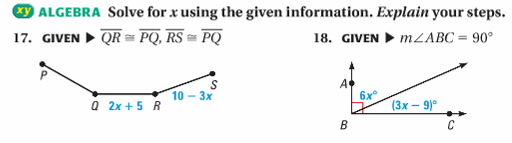 xy ALGEBRA Solve for x using the given information. Explain your steps.
17. GIVEN ▶ QR ≅ PQ, RS ≅ PQ
18. GIVEN ▶ m∠ABC = 90°
P
S
Q 2x + 5 R 10 − 3x
A
6x°
(3x − 9)°
B C